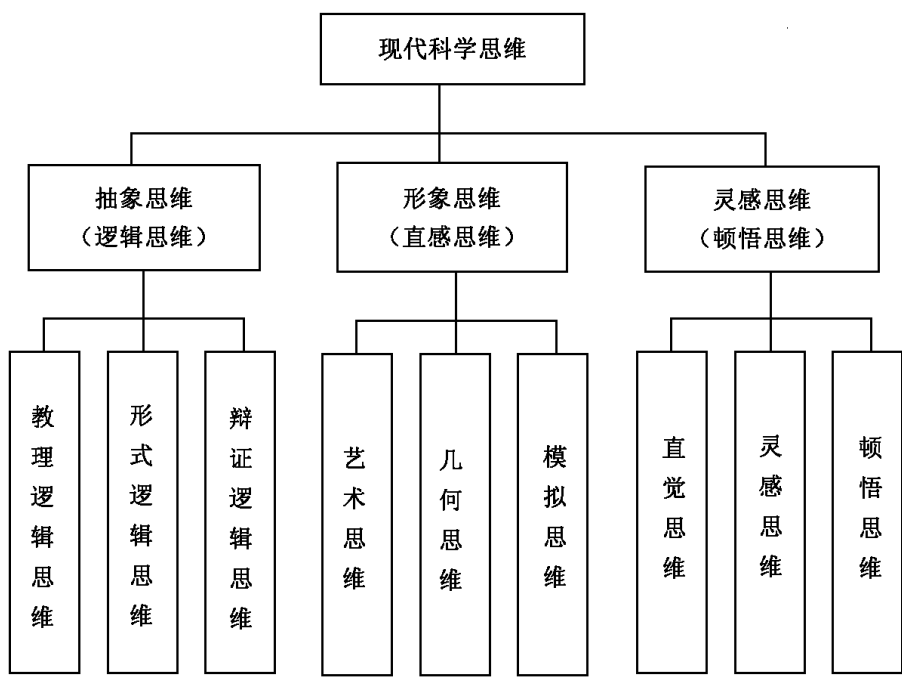 现代科学思维
抽象思维
（逻辑思维）
形象思维
（直感思维）
灵感思维
（顿悟思维）
教理逻辑思维
形式逻辑思维
辩证逻辑思维
艺术思维
几何思维
模拟思维
直觉思维
灵感思维
顿悟思维